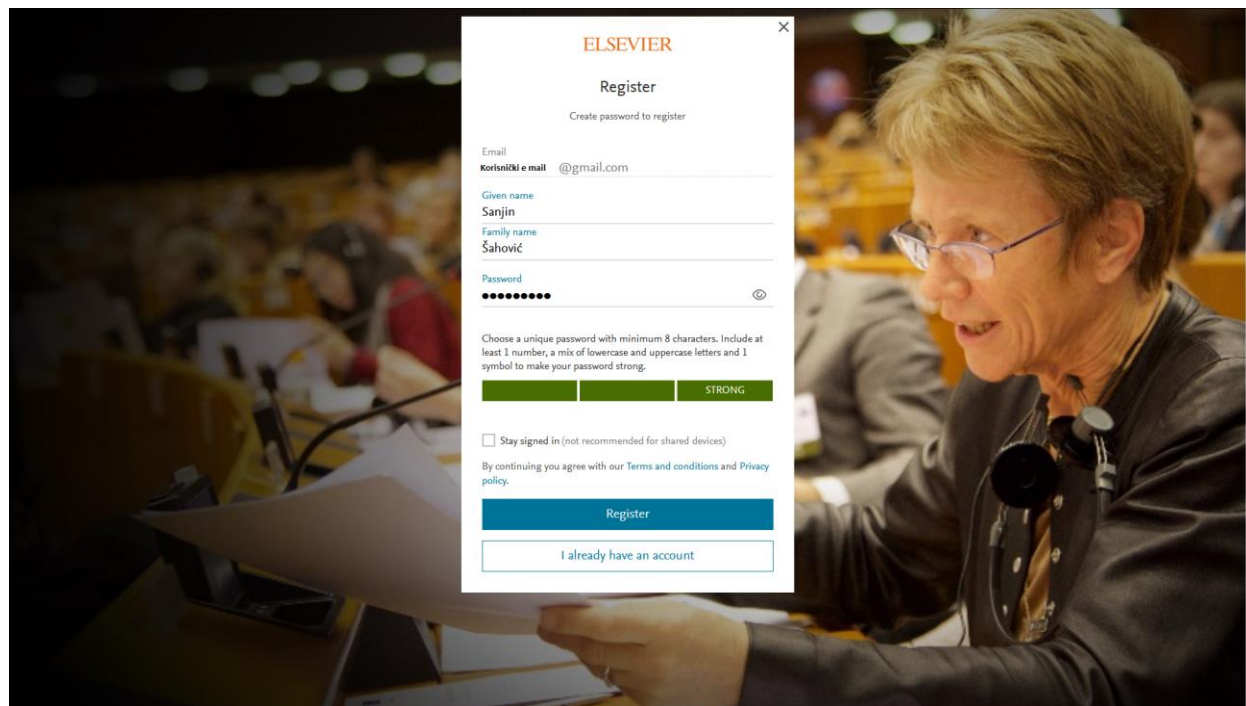 ELSEVIER
Register
Create password to register
Email
Korisnički e mail @gmail.com
Given name
Sanjin
Family name
Šahović
Password
●●●●●●●●●
Choose a unique password with minimum 8 characters. Include at
least 1 number, a mix of lowercase and uppercase letters and 1
symbol to make your password strong.
STRONG
Stay signed in (not recommended for shared devices)
By continuing you agree with our Terms and conditions and Privacy
policy.
Register
I already have an account